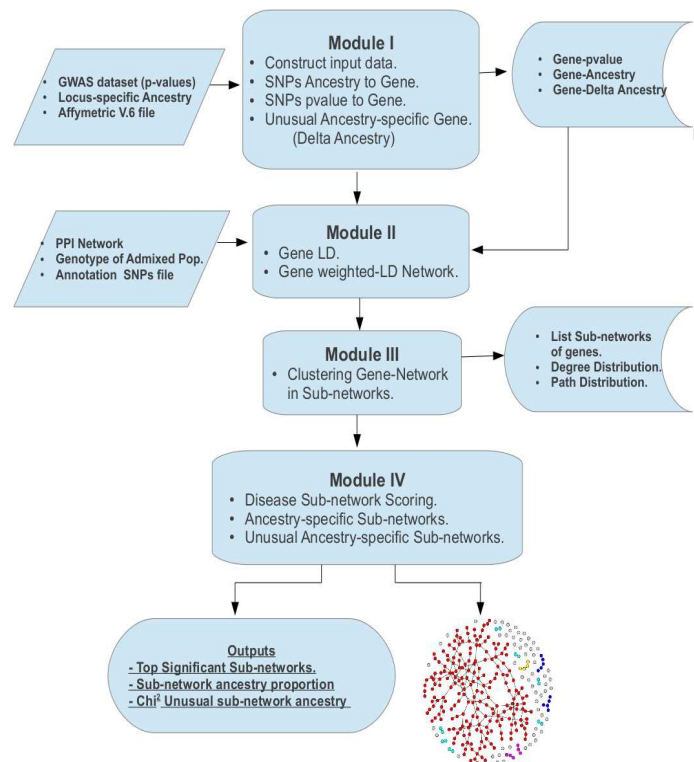 Module I
• Construct input data.
• SNPs Ancestry to Gene.
• SNPs pvalue to Gene.
• Unusual Ancestry-specific Gene.
(Delta Ancestry)
• GWAS dataset (p-values)
• Locus-specific Ancestry
• Affymetric V.6 file
• Gene-pvalue
• Gene-Ancestry
• Gene-Delta Ancestry
Module II
• Gene LD.
• Gene weighted-LD Network.
• PPI Network
• Genotype of Admixed Pop.
• Annotation SNPs file
Module III
• Clustering Gene-Network
in Sub-networks.
• List Sub-networks
of genes.
• Degree Distribution.
• Path Distribution.
Module IV
• Disease Sub-network Scoring.
• Ancestry-specific Sub-networks.
• Unusual Ancestry-specific Sub-networks.
Outputs
- Top Significant Sub-networks.
- Sub-network ancestry proportion
- Chi² Unusual sub-network ancestry